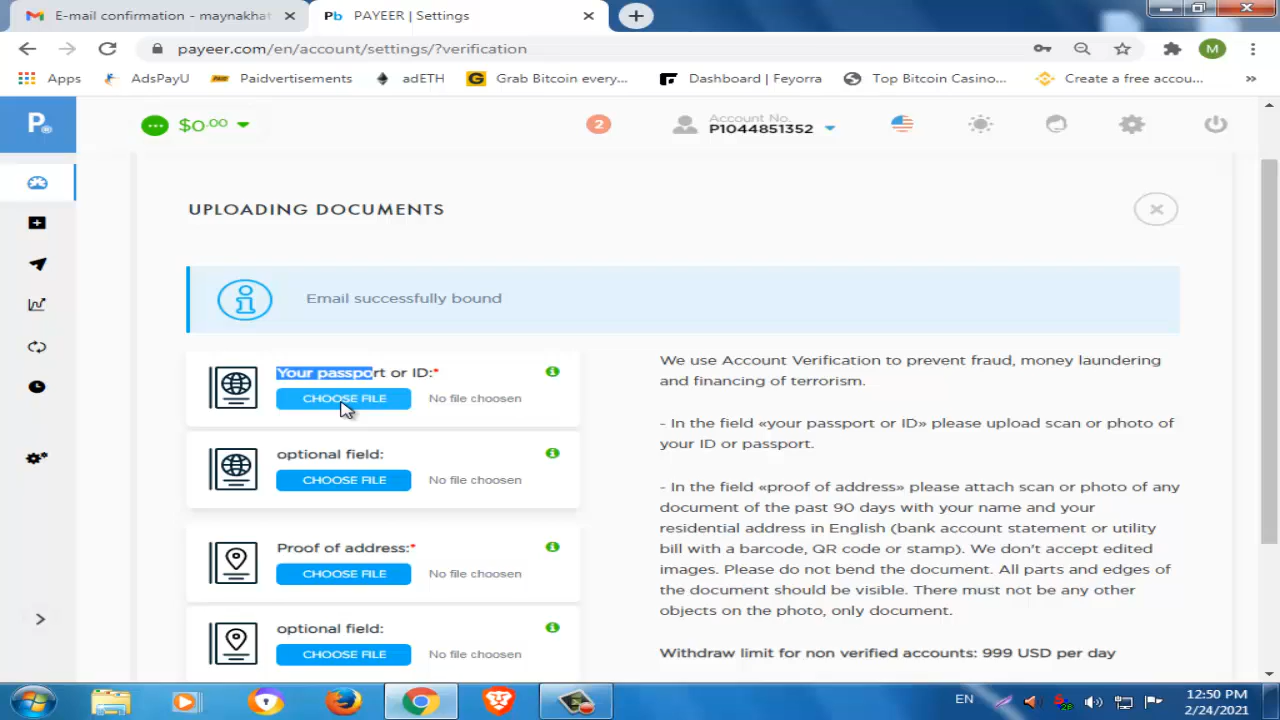 E-mail confirmation - maynakhat
PAYEER | Settings
payeer.com/en/account/settings/?verification
M
Apps
AdsPayU
Paidvertisements
adETH
Grab Bitcoin every...
Dashboard | Feyorra
Top Bitcoin Casino...
Create a free accou...
»
$0.00
2
Account No.
P1044851352
UPLOADING DOCUMENTS
Email successfully bound
Your passport or ID:*
CHOOSE FILE
No file choosen
optional field:
CHOOSE FILE
No file choosen
Proof of address:*
CHOOSE FILE
No file choosen
optional field:
CHOOSE FILE
No file choosen
We use Account Verification to prevent fraud, money laundering
and financing of terrorism.
- In the field «your passport or ID» please upload scan or photo of
your ID or passport.
- In the field «proof of address» please attach scan or photo of any
document of the past 90 days with your name and your
residential address in English (bank account statement or utility
bill with a barcode, QR code or stamp). We don't accept edited
images. Please do not bend the document. All parts and edges of
the document should be visible. There must not be any other
objects on the photo, only document.
Withdraw limit for non verified accounts: 999 USD per day
EN
12:50 PM
2/24/2021